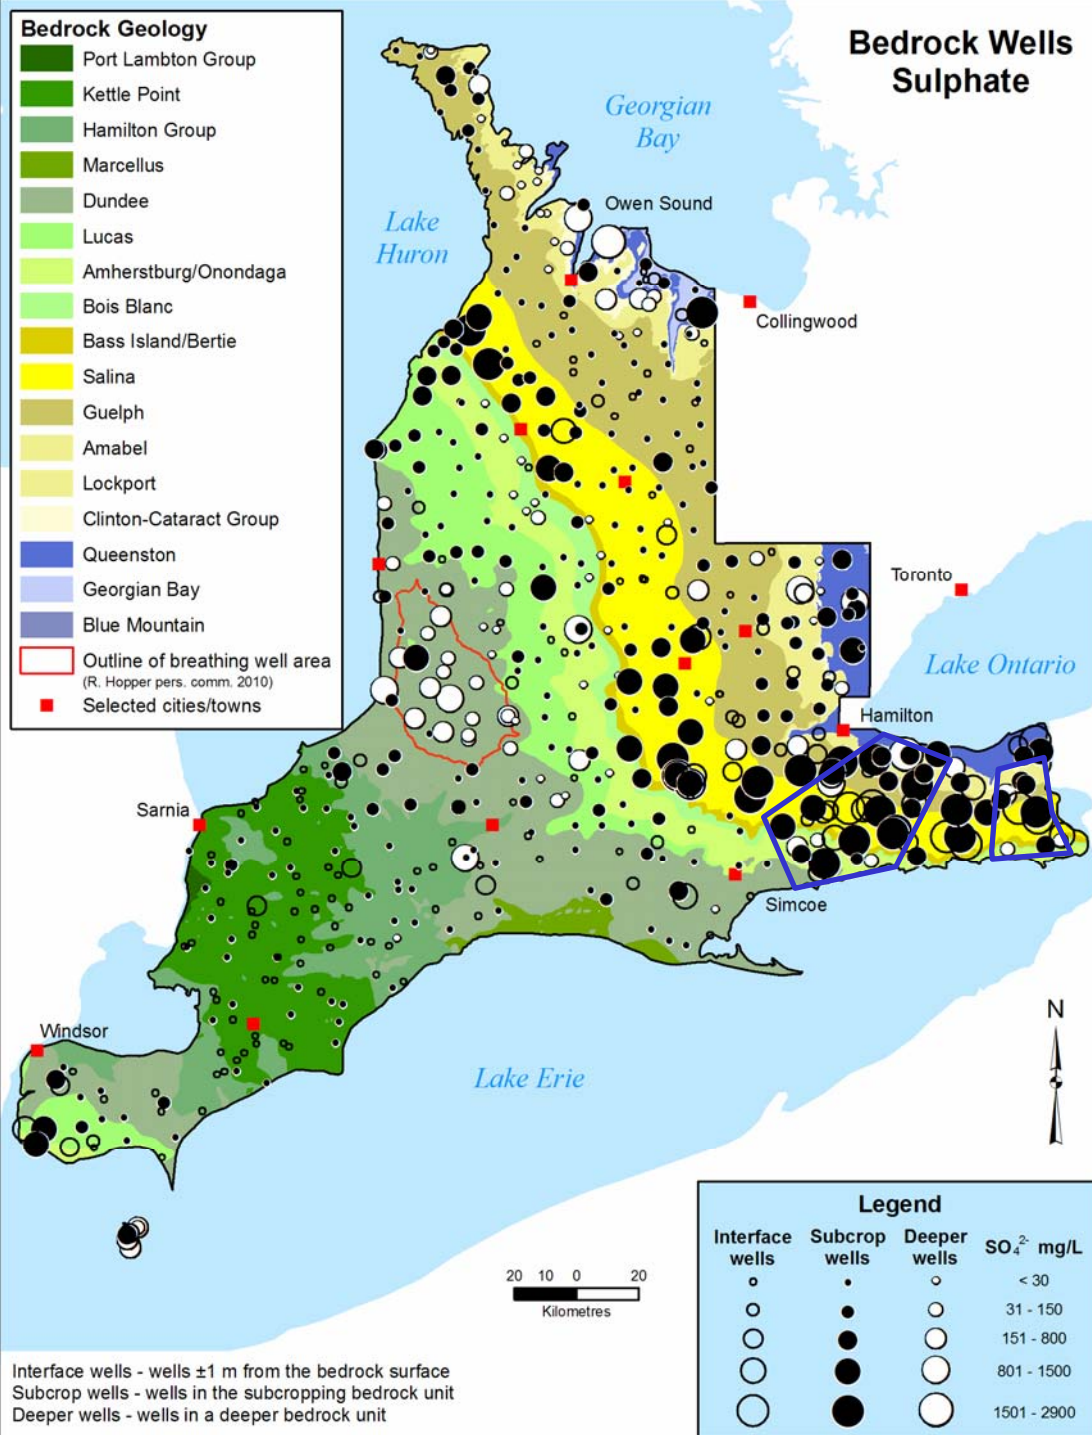 Bedrock Geology
Port Lambton Group
Kettle Point
Hamilton Group
Marcellus
Dundee
Lucas
Amherstburg/Onondaga
Bois Blanc
Bass Island/Bertie
Salina
Guelph
Amabel
Lockport
Clinton-Cataract Group
Queenston
Georgian Bay
Blue Mountain
Outline of breathing well area
(R. Hopper pers. comm. 2010)
Selected cities/towns
Bedrock Wells
Sulphate
Georgian
Bay
Lake
Huron
Owen Sound
Collingwood
Toronto
Lake Ontario
Hamilton
Sarnia
Simcoe
Windsor
Lake Erie
N
20 10 0 20
Kilometres
Interface wells - wells ±1 m from the bedrock surface
Subcrop wells - wells in the subcropping bedrock unit
Deeper wells - wells in a deeper bedrock unit
Legend
Interface wells
Subcrop wells
Deeper wells
SO₄²⁻ mg/L
< 30
31 - 150
151 - 800
801 - 1500
1501 - 2900